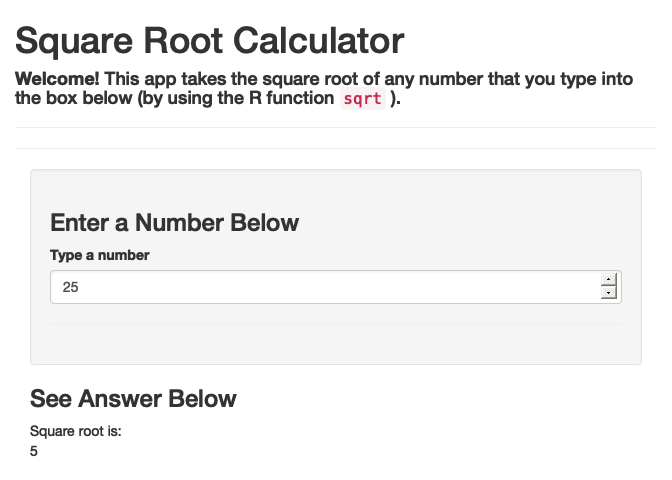 Square Root Calculator
Welcome! This app takes the square root of any number that you type into
the box below (by using the R function sqrt ).
Enter a Number Below
Type a number
25
See Answer Below
Square root is:
5